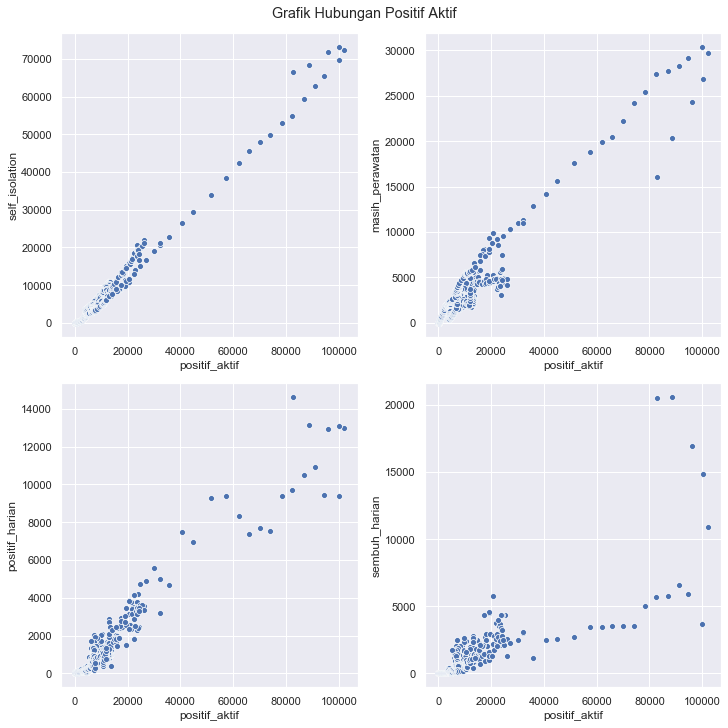 Grafik Hubungan Positif Aktif
70000
60000
50000
40000
30000
20000
10000
0
self_isolation
0 20000 40000 60000 80000 100000
positif_aktif
30000
25000
20000
15000
10000
5000
0
masih_perawatan
0 20000 40000 60000 80000 100000
positif_aktif
14000
12000
10000
8000
6000
4000
2000
0
positif_harian
0 20000 40000 60000 80000 100000
positif_aktif
20000
15000
10000
5000
0
sembuh_harian
0 20000 40000 60000 80000 100000
positif_aktif